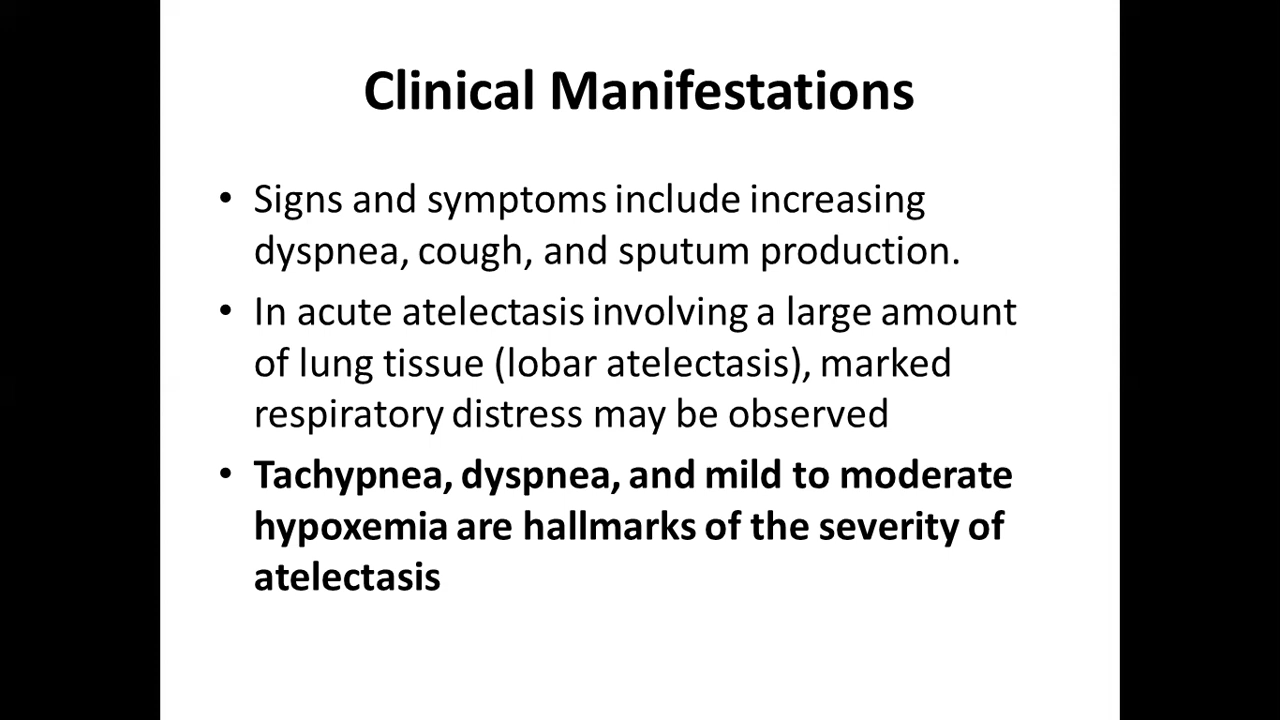 Clinical Manifestations
• Signs and symptoms include increasing
dyspnea, cough, and sputum production.
• In acute atelectasis involving a large amount
of lung tissue (lobar atelectasis), marked
respiratory distress may be observed
• Tachypnea, dyspnea, and mild to moderate
hypoxemia are hallmarks of the severity of
atelectasis